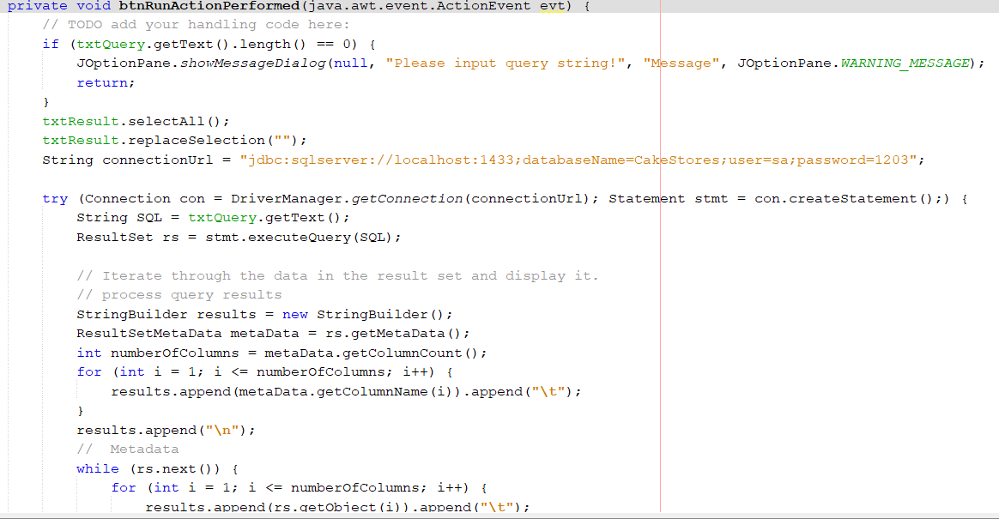 private void btnRunActionPerformed(java.awt.event.ActionEvent evt) {
// TODO add your handling code here:
if (txtQuery.getText().length() == 0) {
JOptionPane.showMessageDialog(null, "Please input query string!", "Message", JOptionPane.WARNING_MESSAGE);
return;
}
txtResult.selectAll();
txtResult.replaceSelection("");
String connectionUrl = "jdbc:sqlserver://localhost:1433;databaseName=CakeStores;user=sa;password=1203";
try (Connection con = DriverManager.getConnection(connectionUrl); Statement stmt = con.createStatement();) {
String SQL = txtQuery.getText();
ResultSet rs = stmt.executeQuery(SQL);
// Iterate through the data in the result set and display it.
// process query results
StringBuilder results = new StringBuilder();
ResultSetMetaData metaData = rs.getMetaData();
int numberOfColumns = metaData.getColumnCount();
for (int i = 1; i <= numberOfColumns; i++) {
results.append(metaData.getColumnName(i)).append("\t");
}
results.append("\n");
//  Metadata
while (rs.next()) {
for (int i = 1; i <= numberOfColumns; i++) {
results.append(rs.getObject(i)).append("\t");